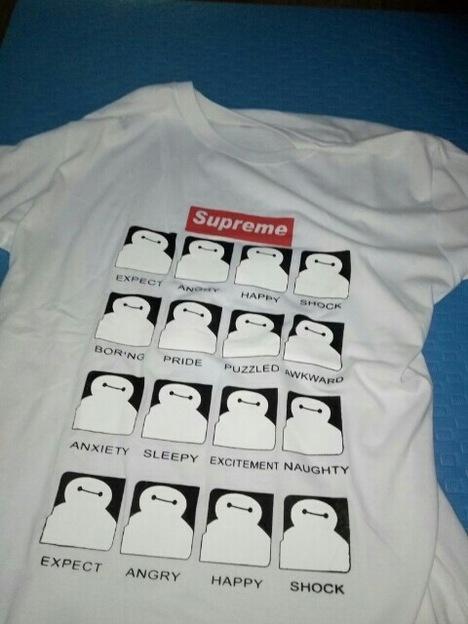 Supreme
EXPECT ANGRY HAPPY SHOCK
BORING PRIDE PUZZLED AWKWARD
ANXIETY SLEEPY EXCITEMENT NAUGHTY
EXPECT ANGRY HAPPY SHOCK